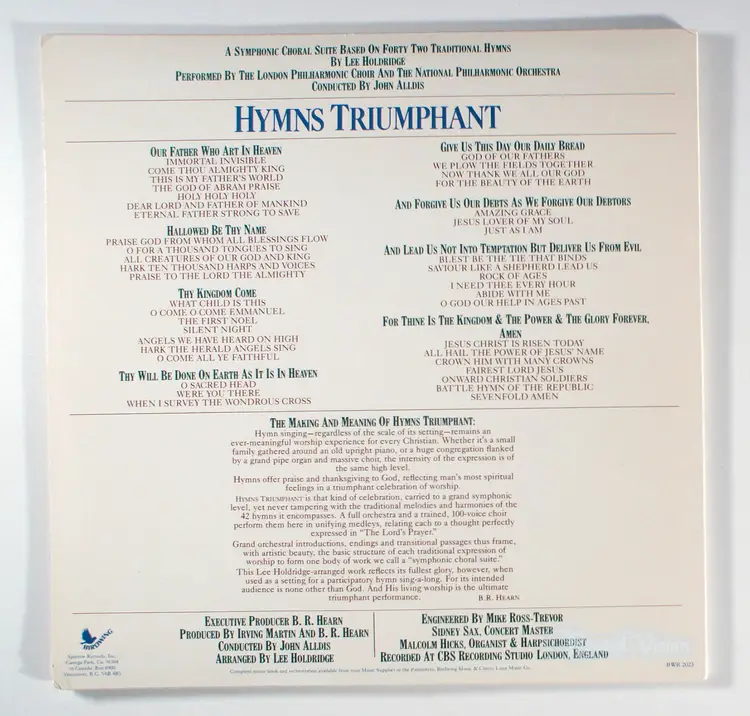 A Symphonic Choral Suite Based On Forty Two Traditional Hymns
By Lee Holdridge
Performed By The London Philharmonic Choir And The National Philharmonic Orchestra
Conducted By John Alldis
Hymns Triumphant
Our Father Who Art In Heaven
IMMORTAL INVISIBLE
COME THOU ALMIGHTY KING
THIS IS MY FATHER'S WORLD
THE GOD OF ABRAM PRAISE
HOLY HOLY HOLY
DEAR LORD AND FATHER OF MANKIND
ETERNAL FATHER STRONG TO SAVE
Hallowed Be Thy Name
PRAISE GOD FROM WHOM ALL BLESSINGS FLOW
O FOR A THOUSAND TONGUES TO SING
ALL CREATURES OF OUR GOD AND KING
HARK TEN THOUSAND HARPS AND VOICES
PRAISE TO THE LORD THE ALMIGHTY
Thy Kingdom Come
WHAT CHILD IS THIS
O COME O COME EMMANUEL
THE FIRST NOEL
SILENT NIGHT
ANGELS WE HAVE HEARD ON HIGH
HARK THE HERALD ANGELS SING
O COME ALL YE FAITHFUL
Thy Will Be Done On Earth As It Is In Heaven
O SACRED HEAD
WERE YOU THERE
WHEN I SURVEY THE WONDROUS CROSS
Give Us This Day Our Daily Bread
GOD OF OUR FATHERS
WE PLOW THE FIELDS TOGETHER
NOW THANK WE ALL OUR GOD
FOR THE BEAUTY OF THE EARTH
And Forgive Us Our Debts As We Forgive Our Debtors
AMAZING GRACE
JESUS LOVER OF MY SOUL
JUST AS I AM
And Lead Us Not Into Temptation But Deliver Us From Evil
BLEST BE THE TIE THAT BINDS
SAVIOUR LIKE A SHEPHERD LEAD US
ROCK OF AGES
I NEED THEE EVERY HOUR
ABIDE WITH ME
O GOD OUR HELP IN AGES PAST
For Thine Is The Kingdom & The Power & The Glory Forever,
Amen
JESUS CHRIST IS RISEN TODAY
ALL HAIL THE POWER OF JESUS' NAME
CROWN HIM WITH MANY CROWNS
FAIREST LORD JESUS
ONWARD CHRISTIAN SOLDIERS
BATTLE HYMN OF THE REPUBLIC
SEVENFOLD AMEN
The Making And Meaning Of Hymns Triumphant:
Hymn singing—regardless of the scale of its setting—remains an
ever-meaningful worship experience for every Christian. Whether it's a small
family gathered around an old upright piano, or a huge congregation flanked
by a grand pipe organ and massive choir, the intensity of the expression is of
the same high level.
Hymns offer praise and thanksgiving to God, reflecting man's most spiritual
feelings in a triumphant celebration of worship.
Hymns Triumphant is that kind of celebration, carried to a grand symphonic
level, yet never tampering with the traditional melodies and harmonies of the
42 hymns it encompasses. A full orchestra and a trained, 100-voice choir
perform them here in unifying medleys, relating each to a thought perfectly
expressed in "The Lord's Prayer."
Grand orchestral introductions, endings and transitional passages thus frame,
with artistic beauty, the basic structure of each traditional expression of
worship to form one body of work we call a "symphonic choral suite."
This Lee Holdridge-arranged work reflects its fullest glory, however, when
used as a setting for a participatory hymn sing-a-long. For its intended
audience is none other than God. And His living worship is the ultimate
triumphant performance. B.R. HEARN
BIRDWING
Sparrow Records, Inc.
Canoga Park, Ca.
Vancouver, B.C.
Executive Producer B. R. Hearn
Produced By Irving Martin And B. R. Hearn
Conducted By John Alldis
Arranged By Lee Holdridge
Engineered By Mike Ross-Trevor
Sidney Sax, Concert Master
Malcolm Hicks, Organist & Harpsichordist
Recorded At CBS Recording Studio London, England
BWR 2023